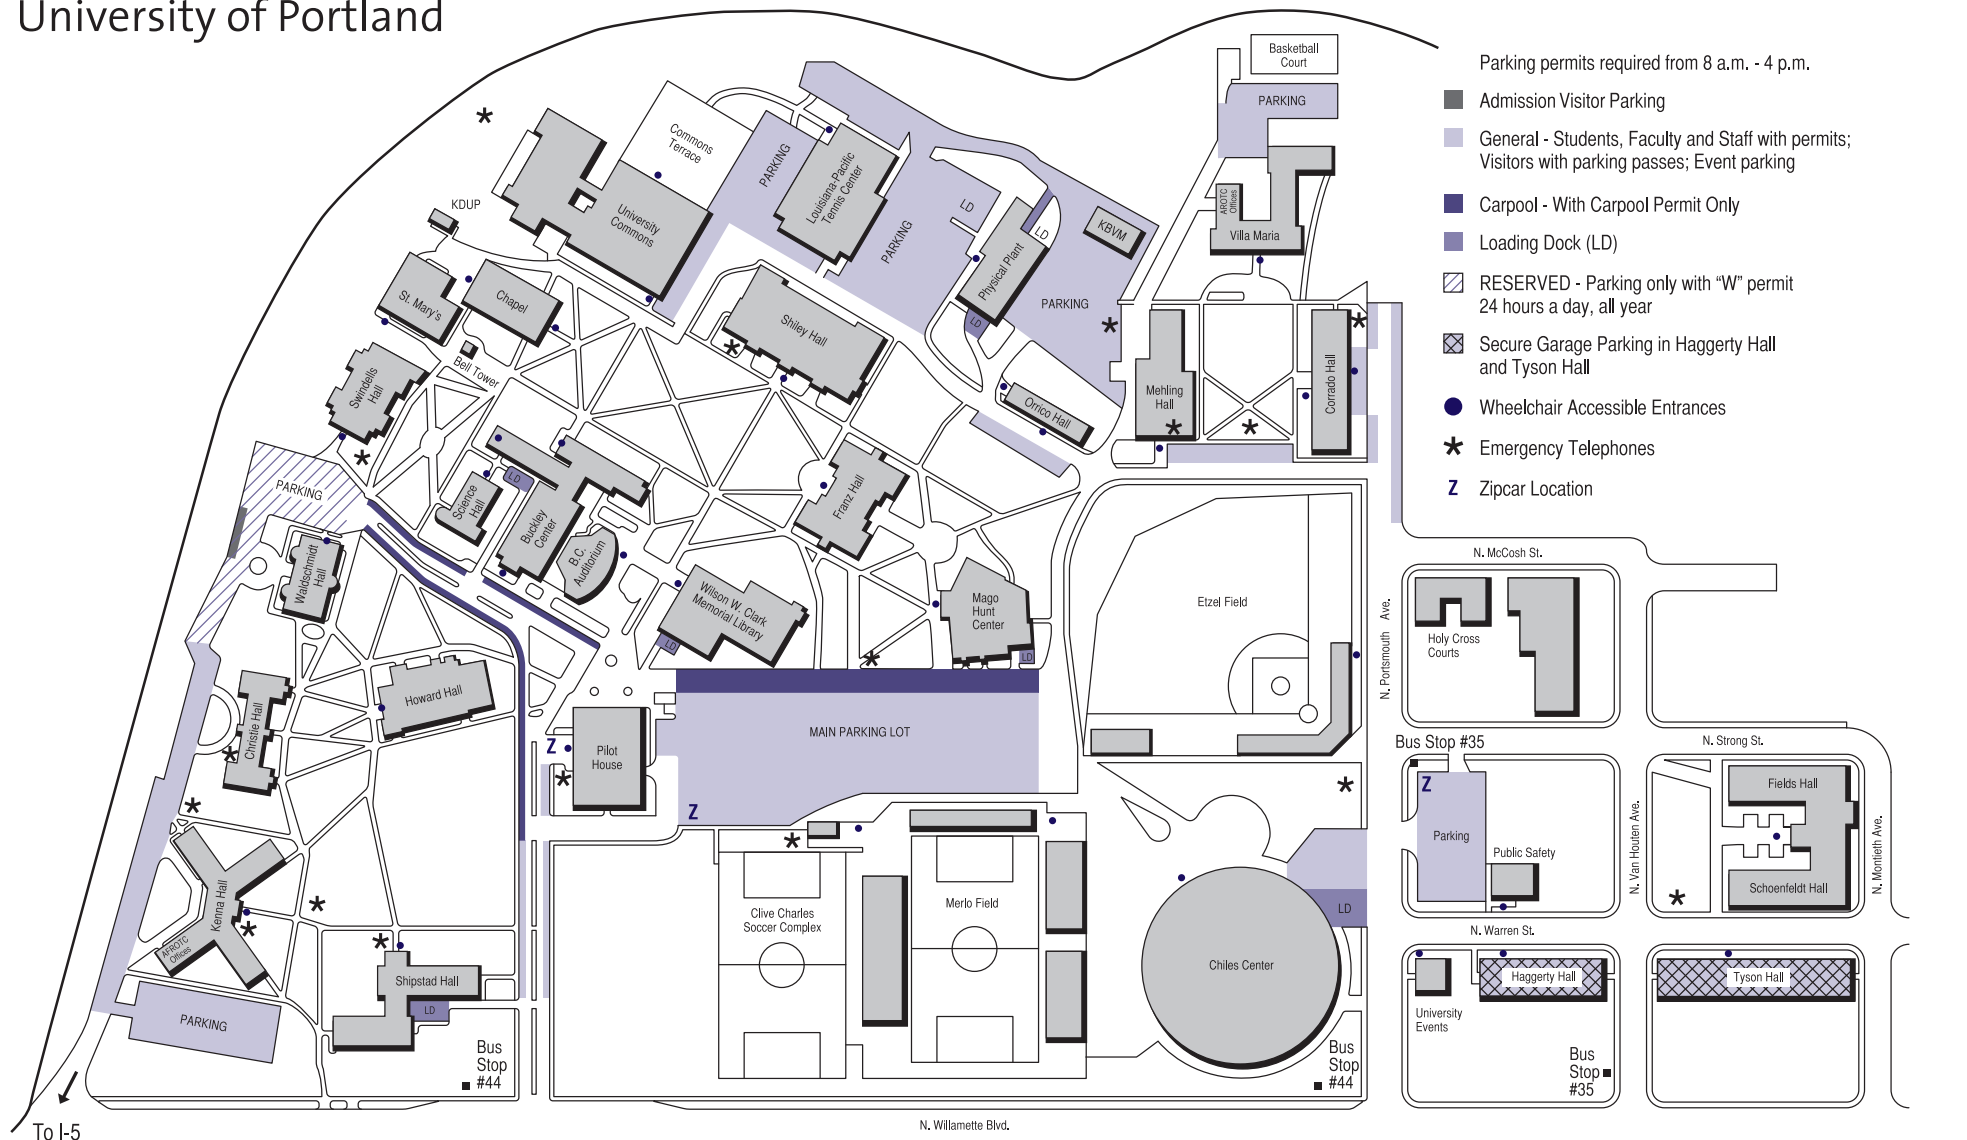 University of Portland
Basketball
Court
PARKING
Parking permits required from 8 a.m. - 4 p.m.
Admission Visitor Parking
General - Students, Faculty and Staff with permits;
Visitors with parking passes; Event parking
Carpool - With Carpool Permit Only
Loading Dock (LD)
RESERVED - Parking only with “W” permit
24 hours a day, all year
Secure Garage Parking in Haggerty Hall
and Tyson Hall
Wheelchair Accessible Entrances
Emergency Telephones
Z Zipcar Location
Commons
Terrace
PARKING
Louisiana-Pacific
Tennis Center
KDUP
University
Commons
PARKING
LD
LD
KBVM
AROTC
Offices
Villa Maria
Physical Plant
PARKING
LD
St. Mary's
Chapel
Shiley Hall
Bell Tower
Swindells
Hall
Orrico Hall
Mehling
Hall
Corrado Hall
PARKING
Science
Hall
LD
Buckley
Center
B.C.
Auditorium
Franz Hall
Waldschmidt
Hall
Wilson W. Clark
Memorial Library
LD
Mago
Hunt
Center
LD
Etzel Field
N. McCosh St.
N. Portsmouth Ave.
Holy Cross
Courts
Howard Hall
Christie Hall
Z
Pilot
House
MAIN PARKING LOT
Z
Bus Stop #35
Z
Parking
Public Safety
N. Strong St.
N. Van Houten Ave.
Fields Hall
Schoenfeldt Hall
N. Montieth Ave.
Kenna Hall
AFROTC
Offices
Clive Charles
Soccer Complex
Merlo Field
LD
Chiles Center
N. Warren St.
Haggerty Hall
Tyson Hall
University
Events
Shipstad Hall
LD
PARKING
Bus
Stop
#44
Bus
Stop
#44
Bus
Stop
#35
N. Willamette Blvd.
To I-5